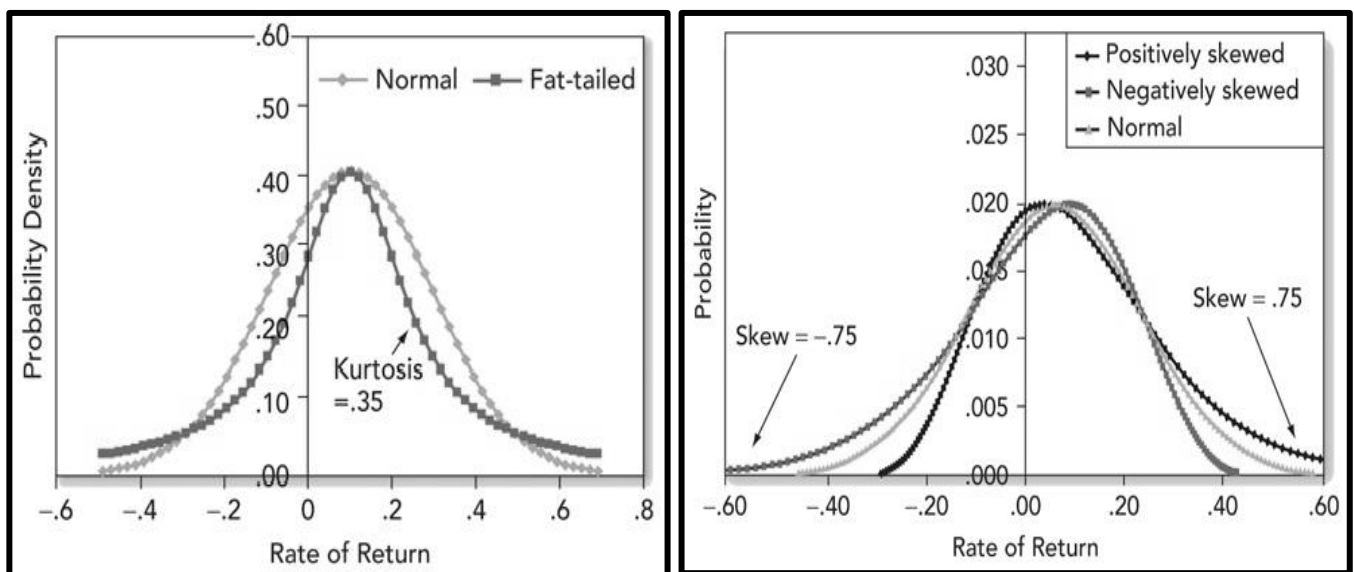 .60
Normal Fat-tailed
.50
.40
.30
.20
.10
.00
Kurtosis
=.35
Probability Density
-.6 -.4 -.2 0 .2 .4 .6 .8
Rate of Return
Positively skewed
Negatively skewed
Normal
.030
.025
.020
.015
.010
.005
.000
Skew = -.75
Skew = .75
Probability
-.60 -.40 -.20 .00 .20 .40 .60
Rate of Return